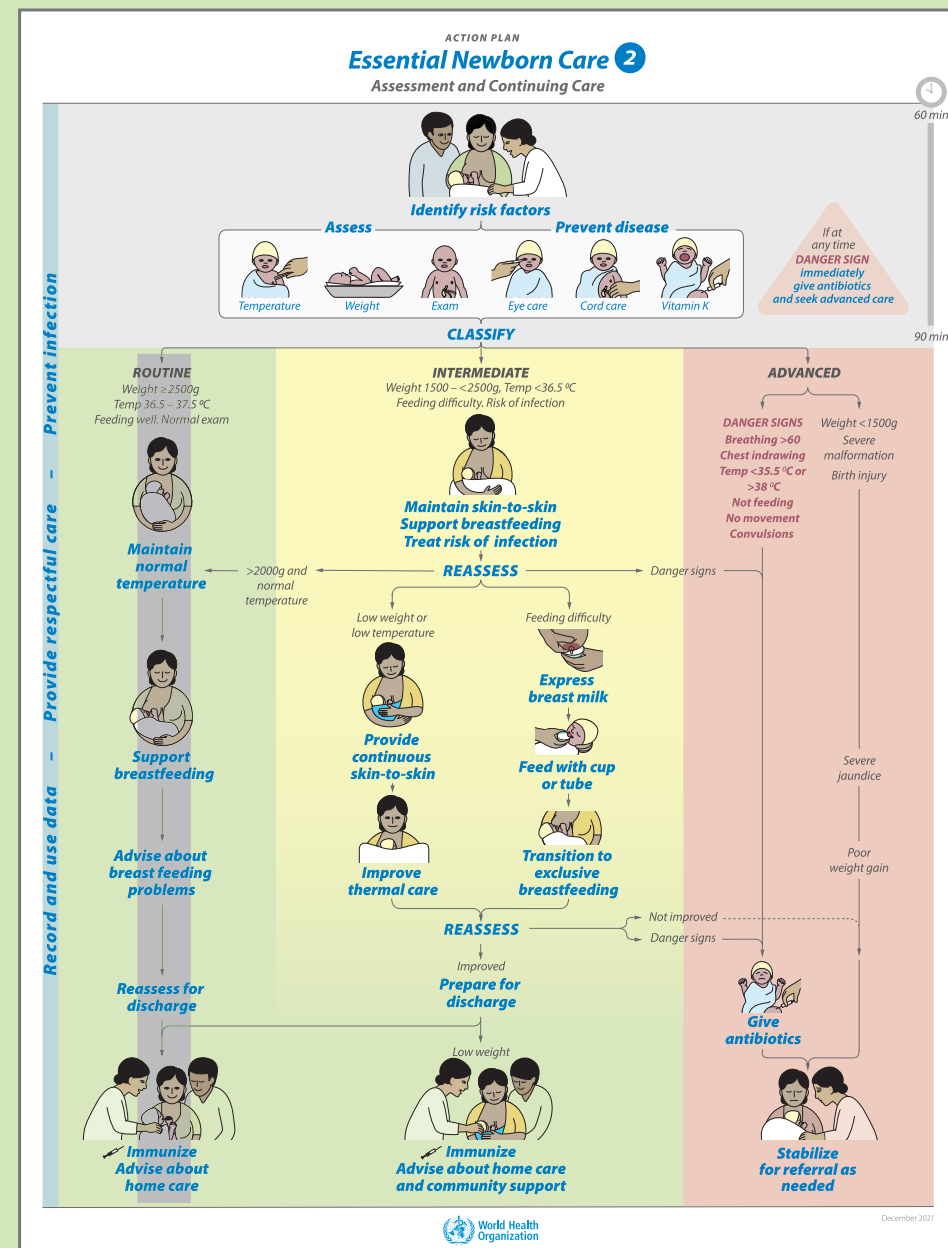 ACTION PLAN
Essential Newborn Care 2
Assessment and Continuing Care
60 min
Identify risk factors
Assess
Prevent disease
Temperature
Weight
Exam
Eye care
Cord care
Vitamin K
If at
any time
DANGER SIGN
immediately
give antibiotics
and seek advanced care
CLASSIFY
90 min
Prevent infection
–
Provide respectful care
–
Record and use data
ROUTINE
Weight ≥2500g
Temp 36.5 – 37.5 ⁰C
Feeding well. Normal exam
Maintain
normal
temperature
Support
breastfeeding
Advise about
breast feeding
problems
Reassess for
discharge
Immunize
Advise about
home care
INTERMEDIATE
Weight 1500 – <2500g, Temp <36.5 ⁰C
Feeding difficulty. Risk of infection
Maintain skin-to-skin
Support breastfeeding
Treat risk of infection
REASSESS
>2000g and
normal
temperature
Danger signs
Low weight or
low temperature
Provide
continuous
skin-to-skin
Improve
thermal care
Feeding difficulty
Express
breast milk
Feed with cup
or tube
Transition to
exclusive
breastfeeding
REASSESS
Not improved
Danger signs
Improved
Prepare for
discharge
Low weight
Immunize
Advise about home care
and community support
ADVANCED
DANGER SIGNS
Breathing >60
Chest indrawing
Temp <35.5 ⁰C or
>38 ⁰C
Not feeding
No movement
Convulsions
Weight <1500g
Severe
malformation
Birth injury
Severe
jaundice
Poor
weight gain
Give
antibiotics
Stabilize
for referral as
needed
World Health
Organization
December 2021